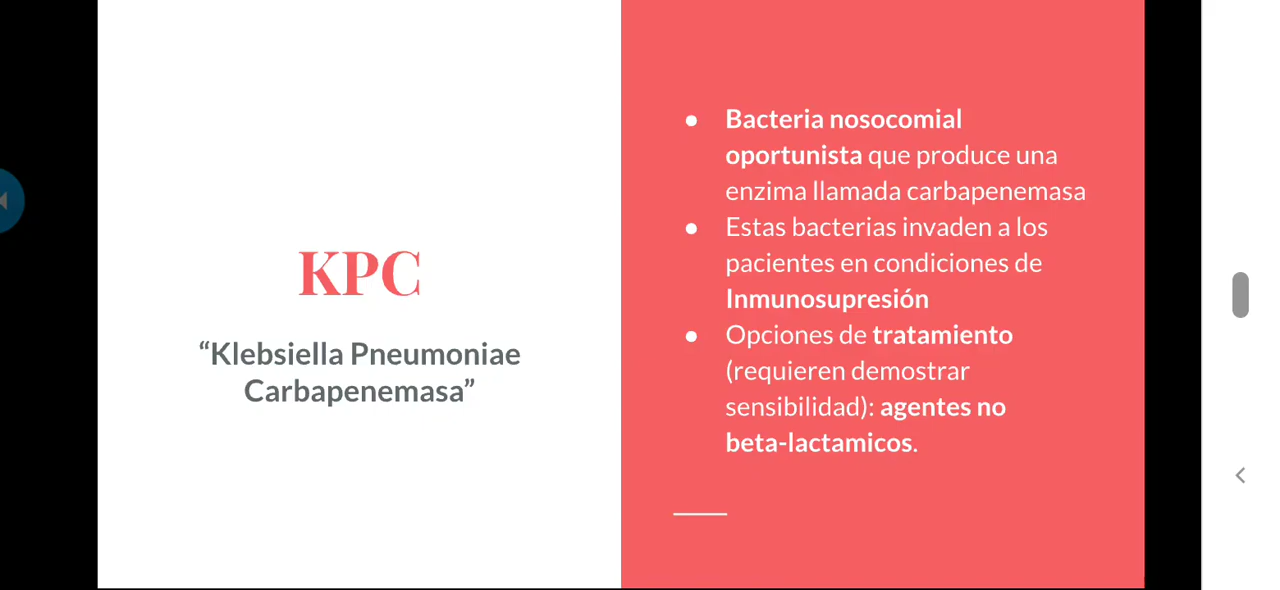 KPC
“Klebsiella Pneumoniae
Carbapenemasa”
● Bacteria nosocomial
oportunista que produce una
enzima llamada carbapenemasa
● Estas bacterias invaden a los
pacientes en condiciones de
Inmunosupresión
● Opciones de tratamiento
(requieren demostrar
sensibilidad): agentes no
beta-lactamicos.